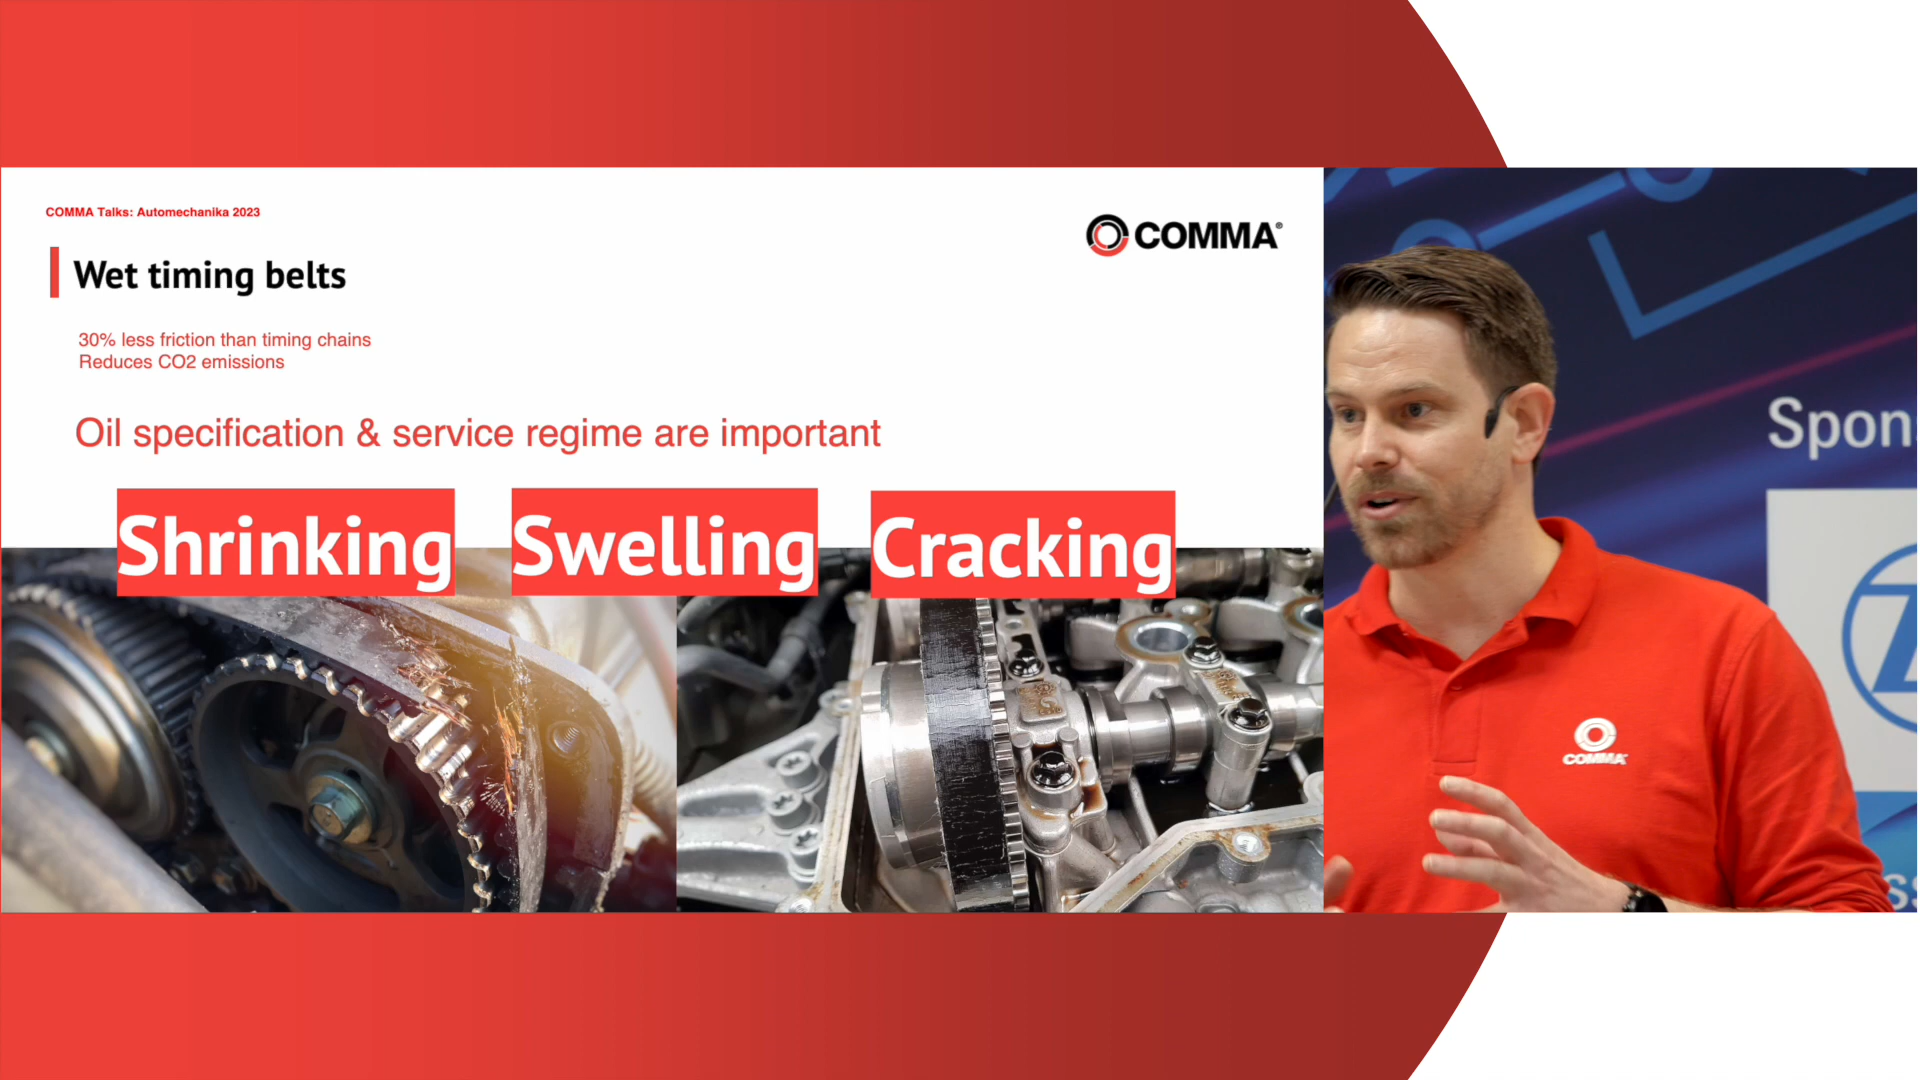 COMMA Talks: Automechanika 2023
COMMA®
Wet timing belts
30% less friction than timing chains
Reduces CO2 emissions
Oil specification & service regime are important
Shrinking
Swelling
Cracking
COMMA